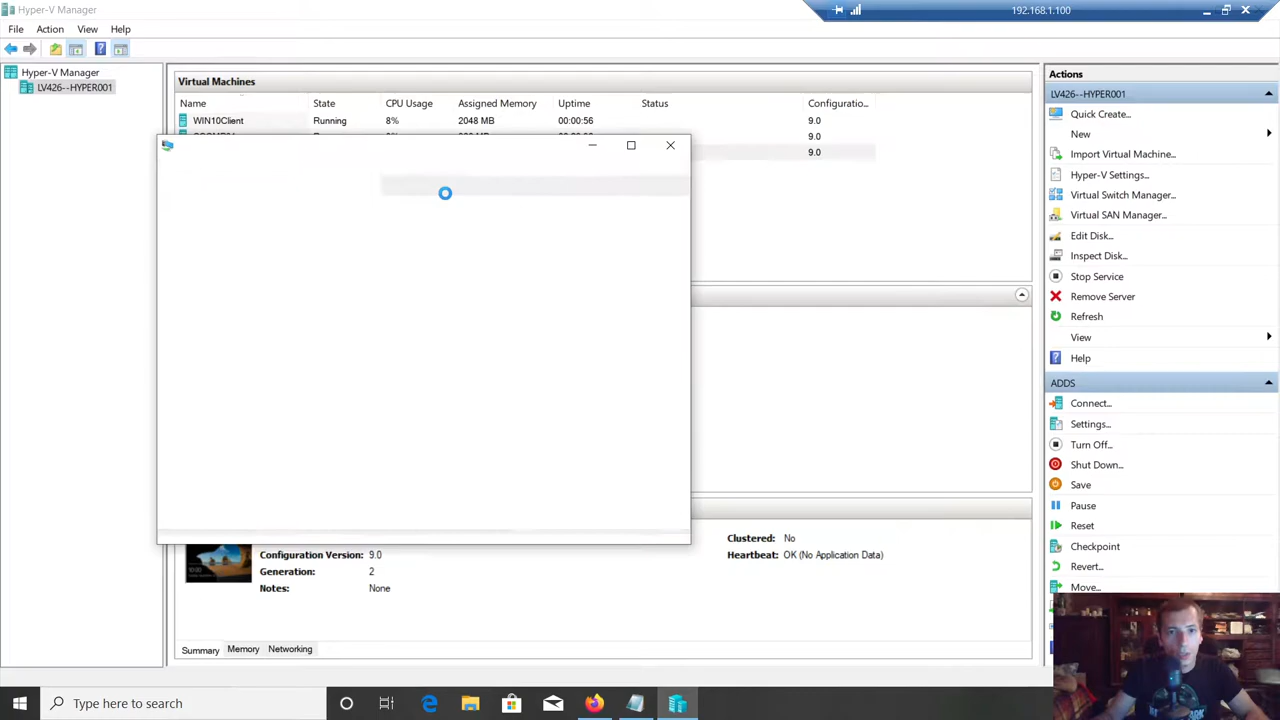 Hyper-V Manager
192.168.1.100
File Action View Help
Hyper-V Manager
LV426--HYPER001
Virtual Machines
Name State CPU Usage Assigned Memory Uptime Status Configuratio...
WIN10Client Running 8% 2048 MB 00:00:56 9.0
9.0
9.0
Configuration Version: 9.0
Generation: 2
Notes: None
Clustered: No
Heartbeat: OK (No Application Data)
Summary Memory Networking
Actions
LV426--HYPER001
Quick Create...
New
Import Virtual Machine...
Hyper-V Settings...
Virtual Switch Manager...
Virtual SAN Manager...
Edit Disk...
Inspect Disk...
Stop Service
Remove Server
Refresh
View
Help
ADDS
Connect...
Settings...
Turn Off...
Shut Down...
Save
Pause
Reset
Checkpoint
Revert...
Move...
Type here to search